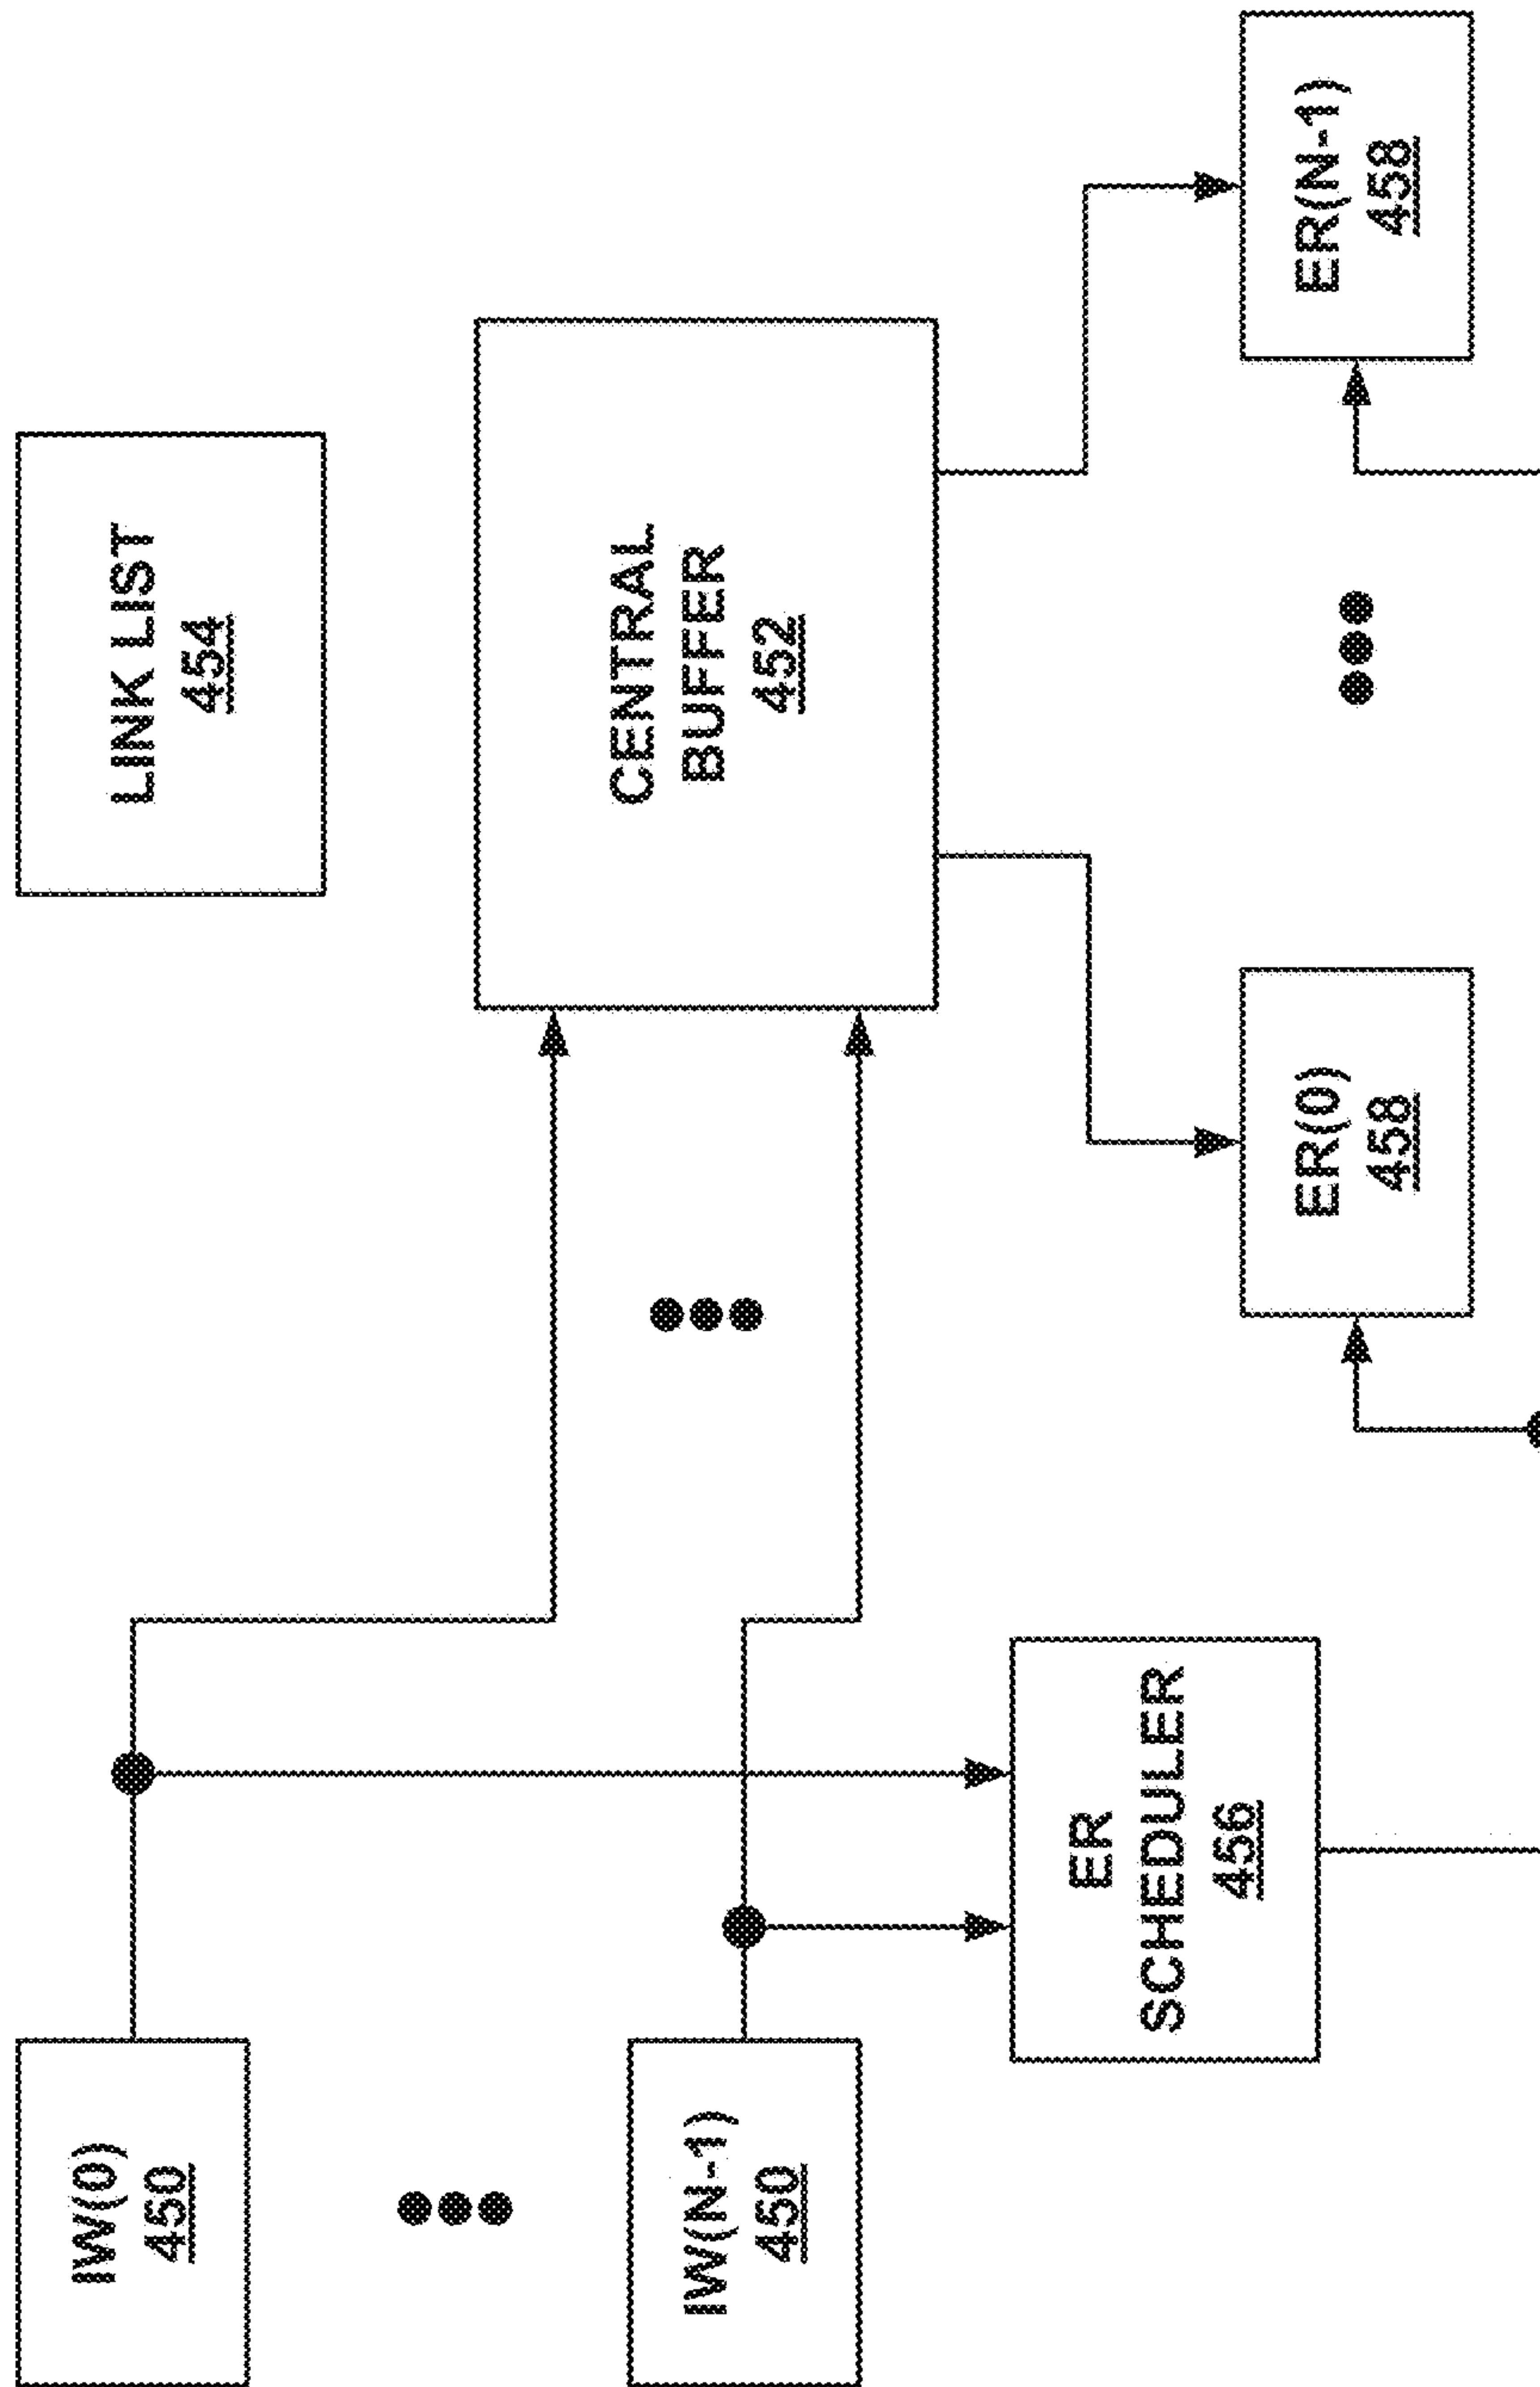 IW(0)
450
IW(N-1)
450
LINK LIST
454
CENTRAL
BUFFER
452
ER
SCHEDULER
456
ER(0)
458
ER(N-1)
458